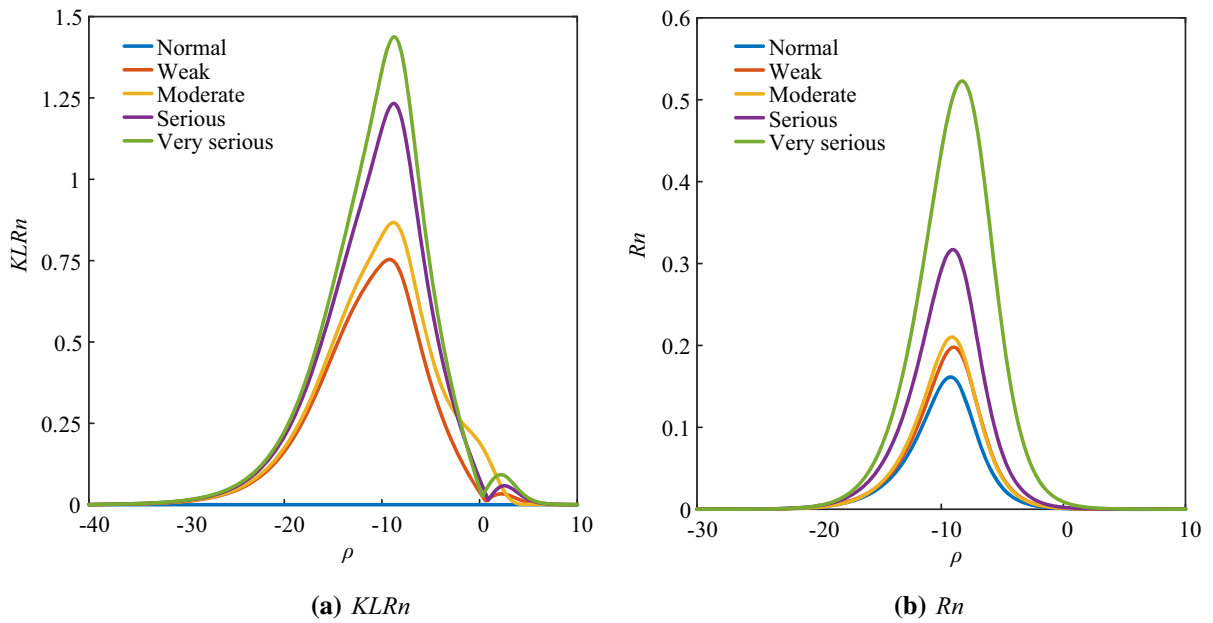 1.5
1.25
1
0.75
0.5
0.25
0
KLRn
Normal
Weak
Moderate
Serious
Very serious
-40
-20
-10
0
10
ρ
(a) KLRn
0.6
0.5
0.4
0.3
0.2
0.1
0
Rn
Normal
Weak
Moderate
Serious
Very serious
-30
-20
-10
0
10
ρ
(b) Rn